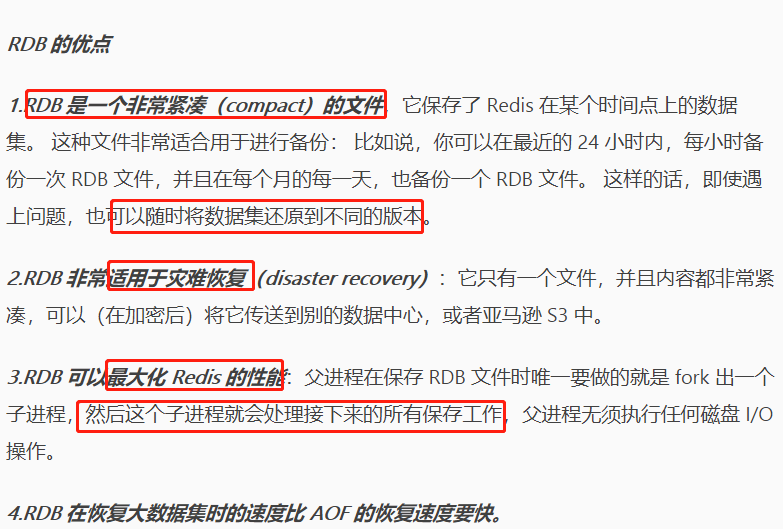 RDB 的优点
1.RDB 是一个非常紧凑（compact）的文件，它保存了 Redis 在某个时间点上的数据
集。 这种文件非常适合用于进行备份： 比如说，你可以在最近的 24 小时内，每小时备
份一次 RDB 文件，并且在每个月的每一天，也备份一个 RDB 文件。 这样的话，即使遇
上问题，也可以随时将数据集还原到不同的版本。
2.RDB 非常适用于灾难恢复（disaster recovery）：它只有一个文件，并且内容都非常紧
凑，可以（在加密后）将它传送到别的数据中心，或者亚马逊 S3 中。
3.RDB 可以最大化 Redis 的性能：父进程在保存 RDB 文件时唯一要做的就是 fork 出一个
子进程，然后这个子进程就会处理接下来的所有保存工作，父进程无须执行任何磁盘 I/O
操作。
4.RDB 在恢复大数据集时的速度比 AOF 的恢复速度要快。